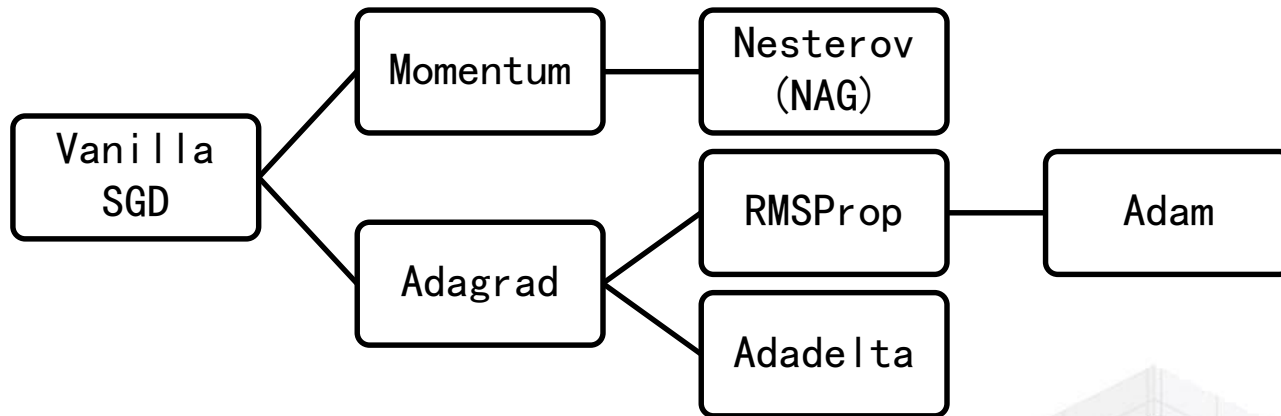 Vanilla
SGD
Momentum
Nesterov
(NAG)
Adagrad
RMSProp
Adam
Adadelta